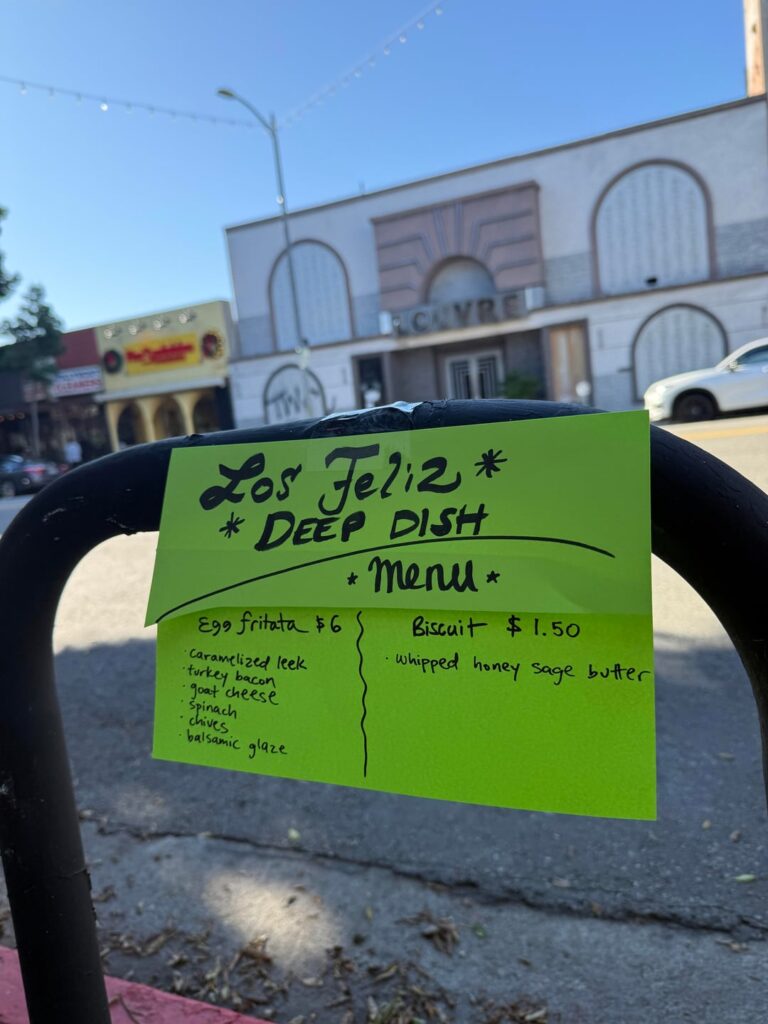 Los Feliz *
* DEEP DISH
* Menu *
Egg fritata $6
· caramelized leek
· turkey bacon
· goat cheese
· spinach
· chives
· balsamic glaze
Biscuit $1.50
· whipped honey sage butter
CLEANERS